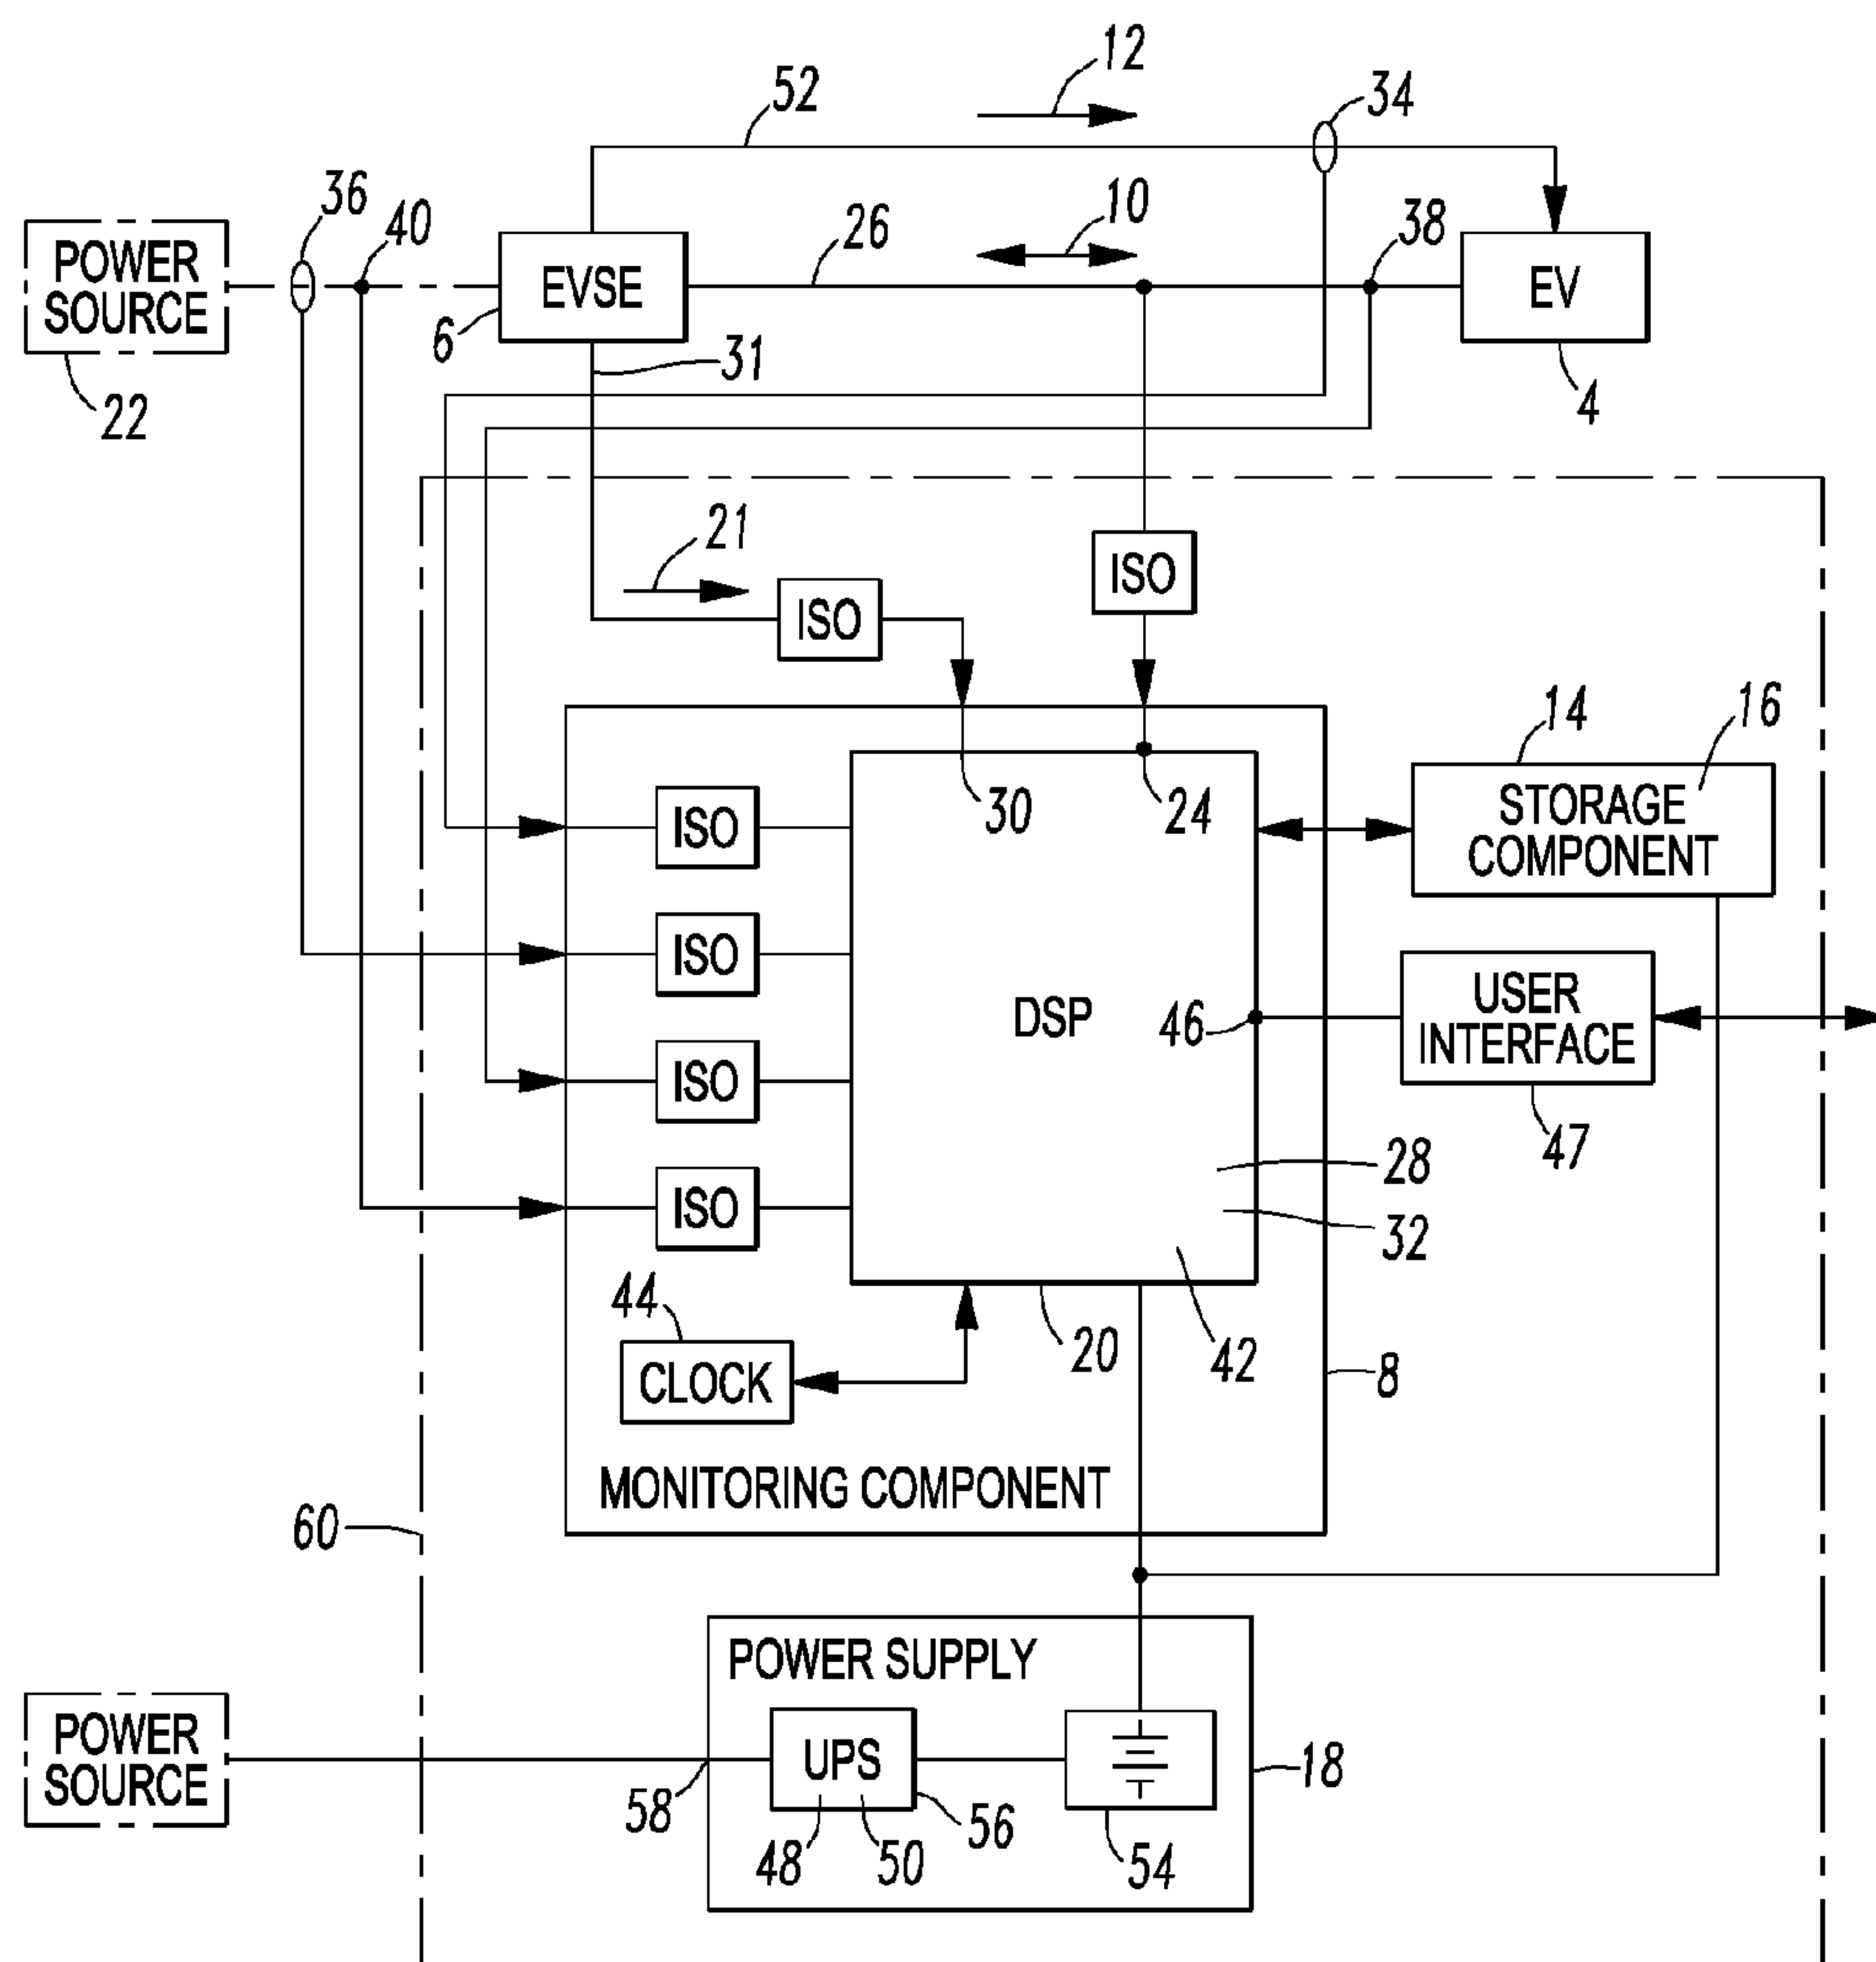 12
52
34
36
40
26
10
38
POWER
SOURCE
EVSE
EV
6
31
22
4
21
ISO
ISO
14
16
STORAGE
COMPONENT
30
24
ISO
ISO
ISO
ISO
DSP
46
USER
INTERFACE
47
28
32
44
20
42
8
CLOCK
MONITORING COMPONENT
60
POWER SUPPLY
POWER
SOURCE
UPS
18
58
48
50
56
54